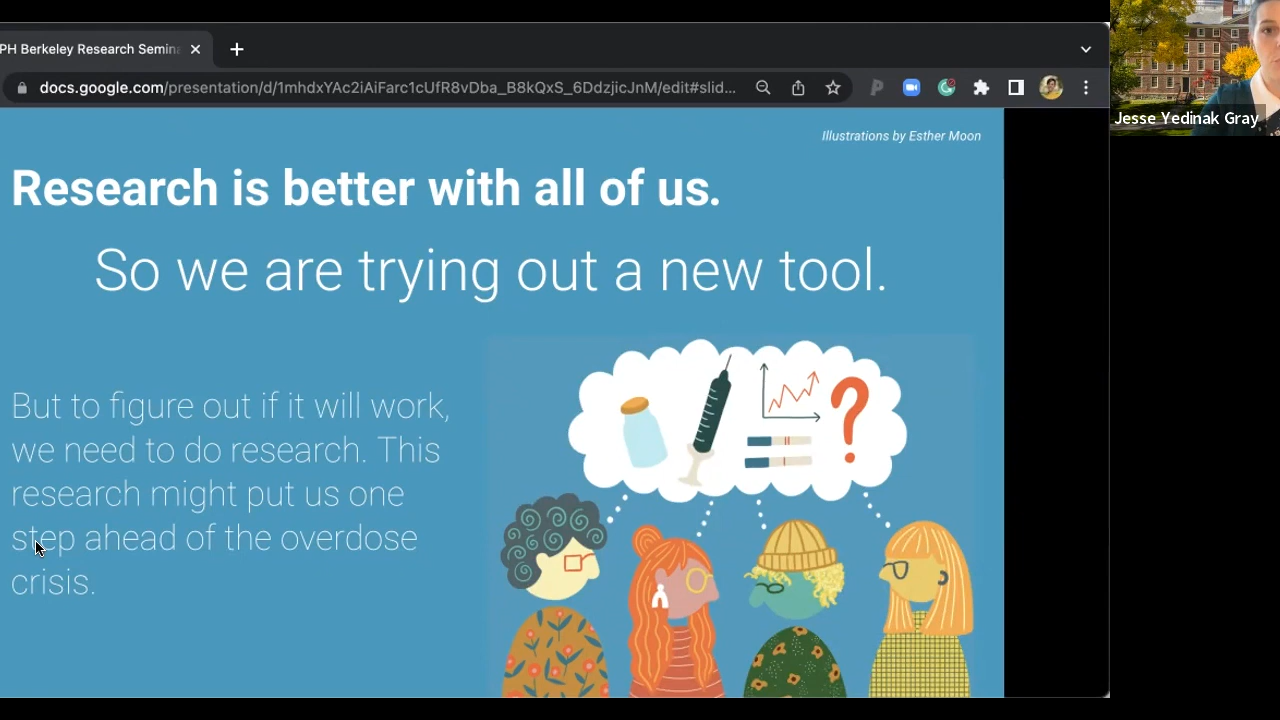 PH Berkeley Research Semina
docs.google.com/presentation/d/1mhdxYAc2iAiFarc1cUfR8vDba_B8kQxS_6DdzjicJnM/edit#slid...
Jesse Yedinak Gray
Illustrations by Esther Moon
Research is better with all of us.
So we are trying out a new tool.
But to figure out if it will work,
we need to do research. This
research might put us one
step ahead of the overdose
crisis.
?